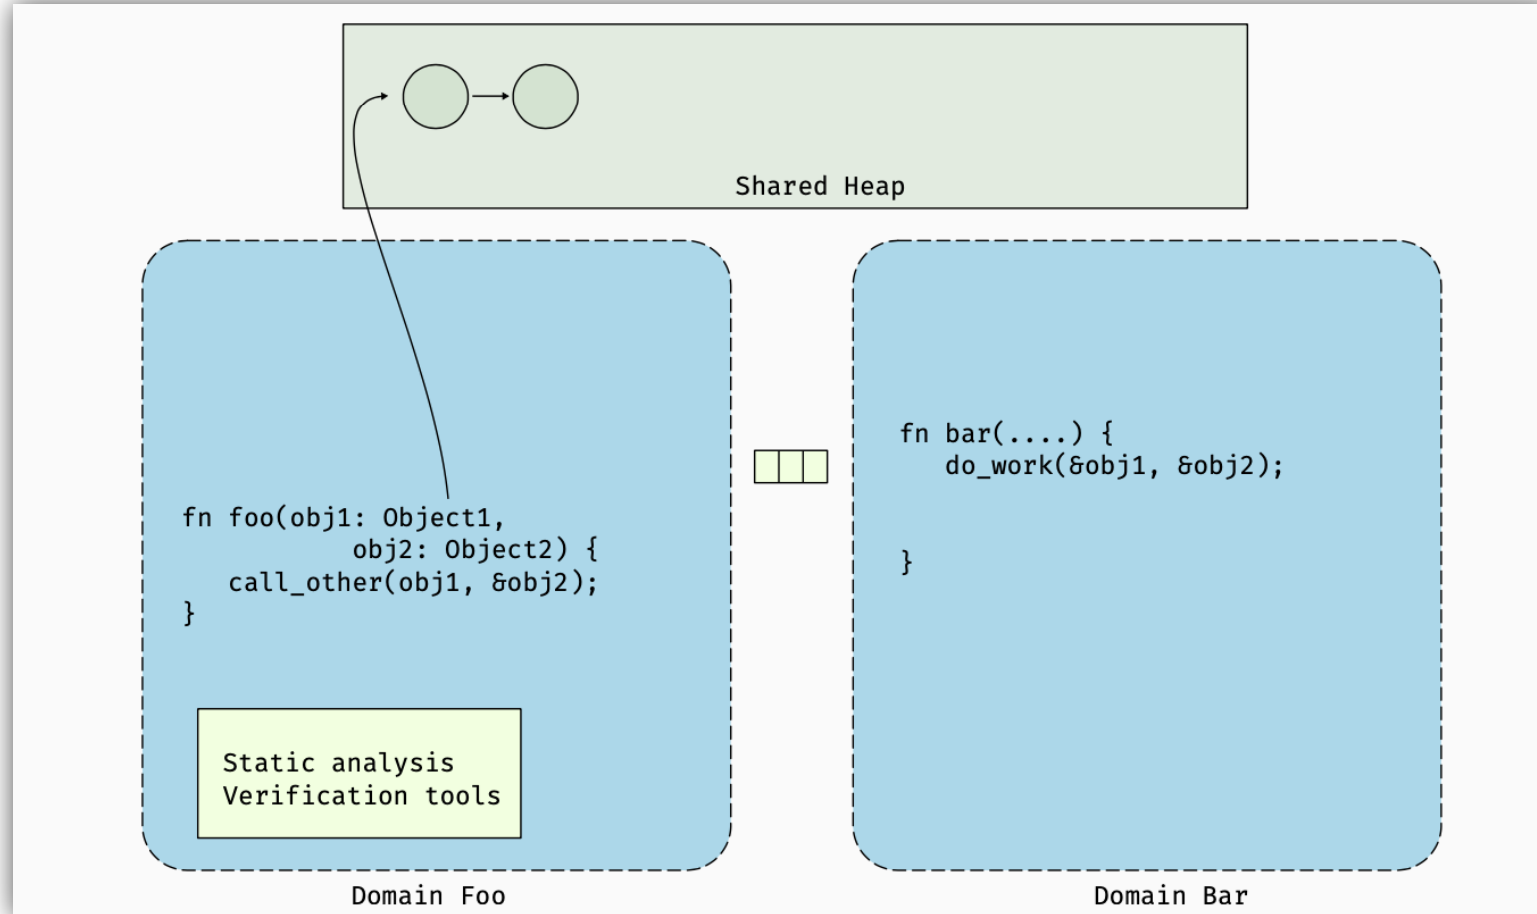 Shared Heap
fn foo(obj1: Object1,
obj2: Object2) {
call_other(obj1, &obj2);
}
Static analysis
Verification tools
Domain Foo
fn bar(....) {
do_work(&obj1, &obj2);
}
Domain Bar